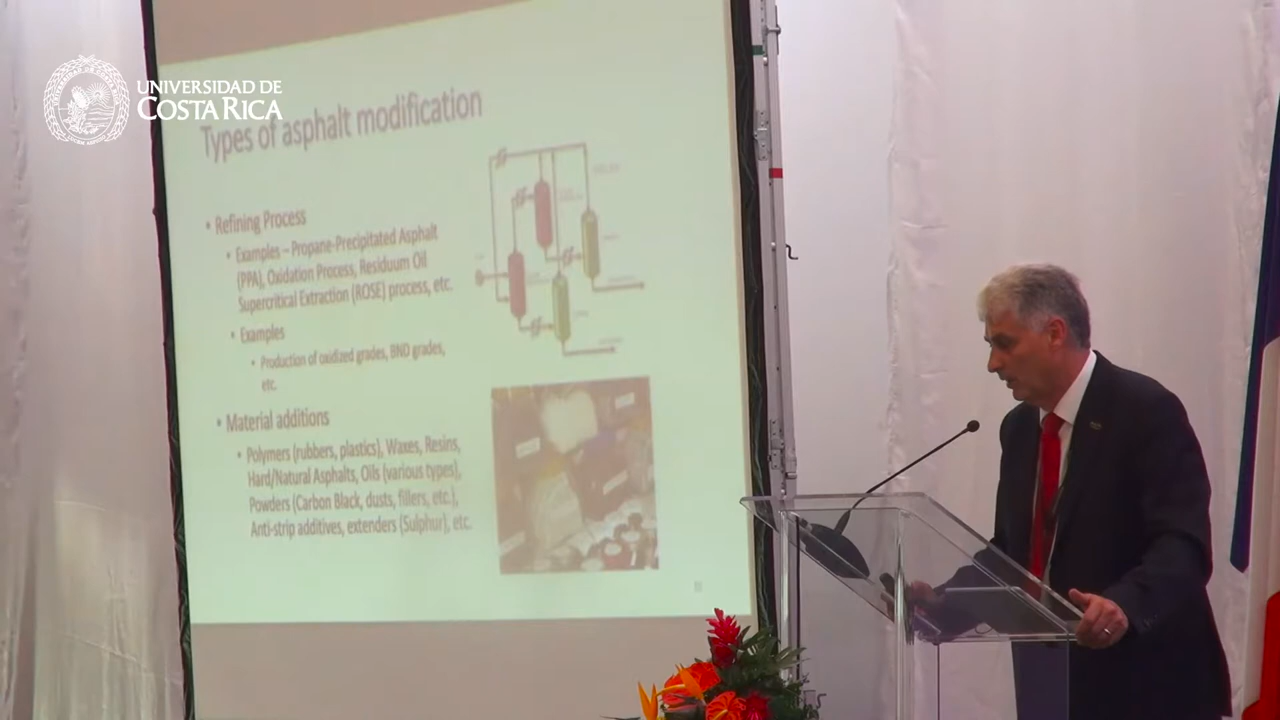 UNIVERSIDAD DE
COSTA RICA
Types of asphalt modification
• Refining Process
• Examples – Propane-Precipitated Asphalt
(PPA), Oxidation Process, Residuum Oil
Supercritical Extraction (ROSE) process, etc.
• Examples
• Production of oxidized grades, BND grades,
etc.
• Material additions
• Polymers (rubbers, plastics), Waxes, Resins,
Hard/Natural Asphalts, Oils (various types),
Powders (Carbon Black, dusts, fillers, etc.),
Anti-strip additives, extenders (Sulphur), etc.